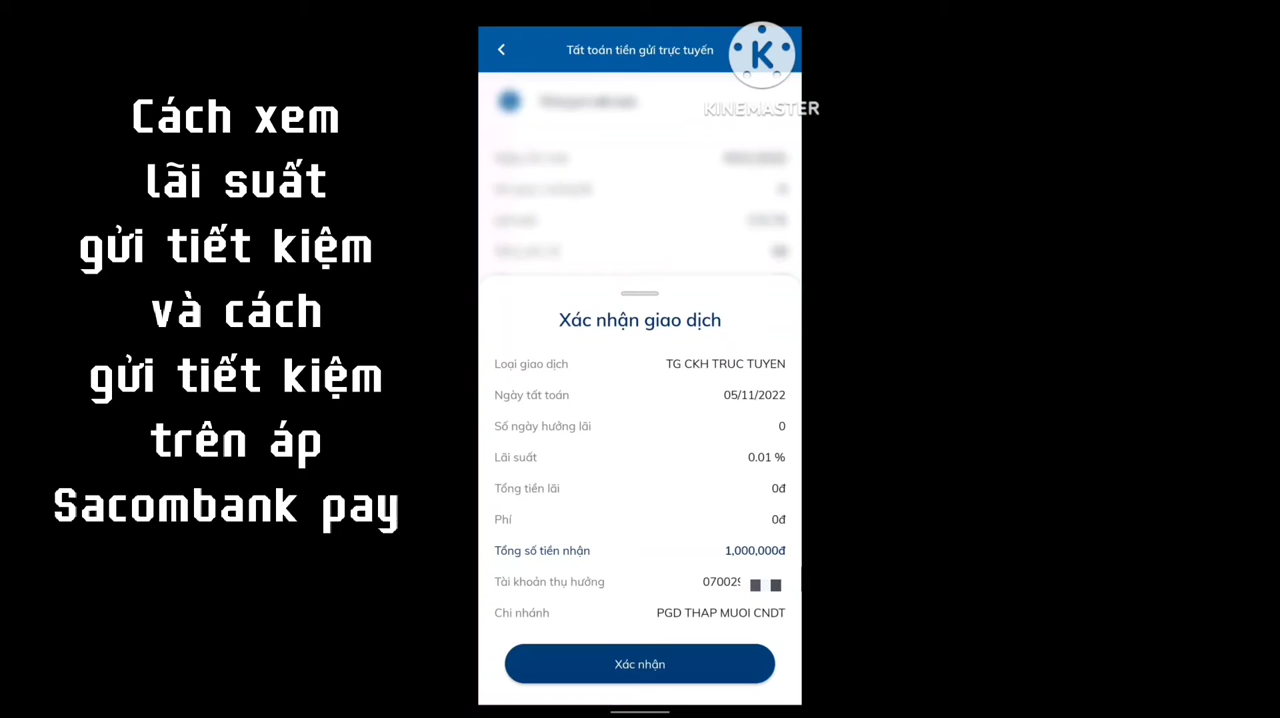 Cách xem
lãi suất
gửi tiết kiệm
và cách
gửi tiết kiệm
trên áp
Sacombank pay
Tất toán tiền gửi trực tuyến
K
KINEMASTER
Xác nhận giao dịch
Loại giao dịch TG CKH TRUC TUYEN
Ngày tất toán 05/11/2022
Số ngày hưởng lãi 0
Lãi suất 0.01 %
Tổng tiền lãi 0đ
Phí 0đ
Tổng số tiền nhận 1,000,000đ
Tài khoản thụ hưởng 070029
Chi nhánh PGD THAP MUOI CNDT
Xác nhận